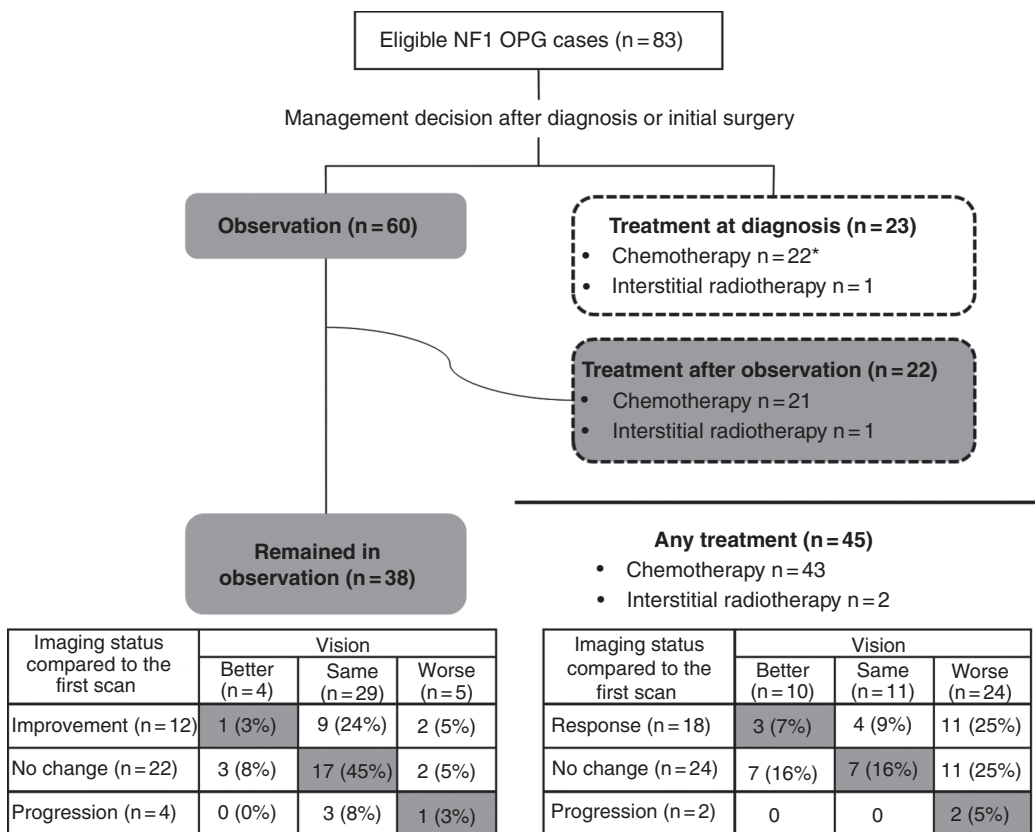 Eligible NF1 OPG cases (n=83)
Management decision after diagnosis or initial surgery
Observation (n=60)
Treatment at diagnosis (n=23)
• Chemotherapy n=22*
• Interstitial radiotherapy n=1
Treatment after observation (n=22)
• Chemotherapy n=21
• Interstitial radiotherapy n=1
Remained in
observation (n=38)
Any treatment (n=45)
• Chemotherapy n=43
• Interstitial radiotherapy n=2
Imaging status
compared to the
first scan
Vision
Better
(n=4)
Same
(n=29)
Worse
(n=5)
Improvement (n=12) 1 (3%) 9 (24%) 2 (5%)
No change (n=22) 3 (8%) 17 (45%) 2 (5%)
Progression (n=4) 0 (0%) 3 (8%) 1 (3%)
Imaging status
compared to the
first scan
Vision
Better
(n=10)
Same
(n=11)
Worse
(n=24)
Response (n=18) 3 (7%) 4 (9%) 11 (25%)
No change (n=24) 7 (16%) 7 (16%) 11 (25%)
Progression (n=2) 0 0 2 (5%)